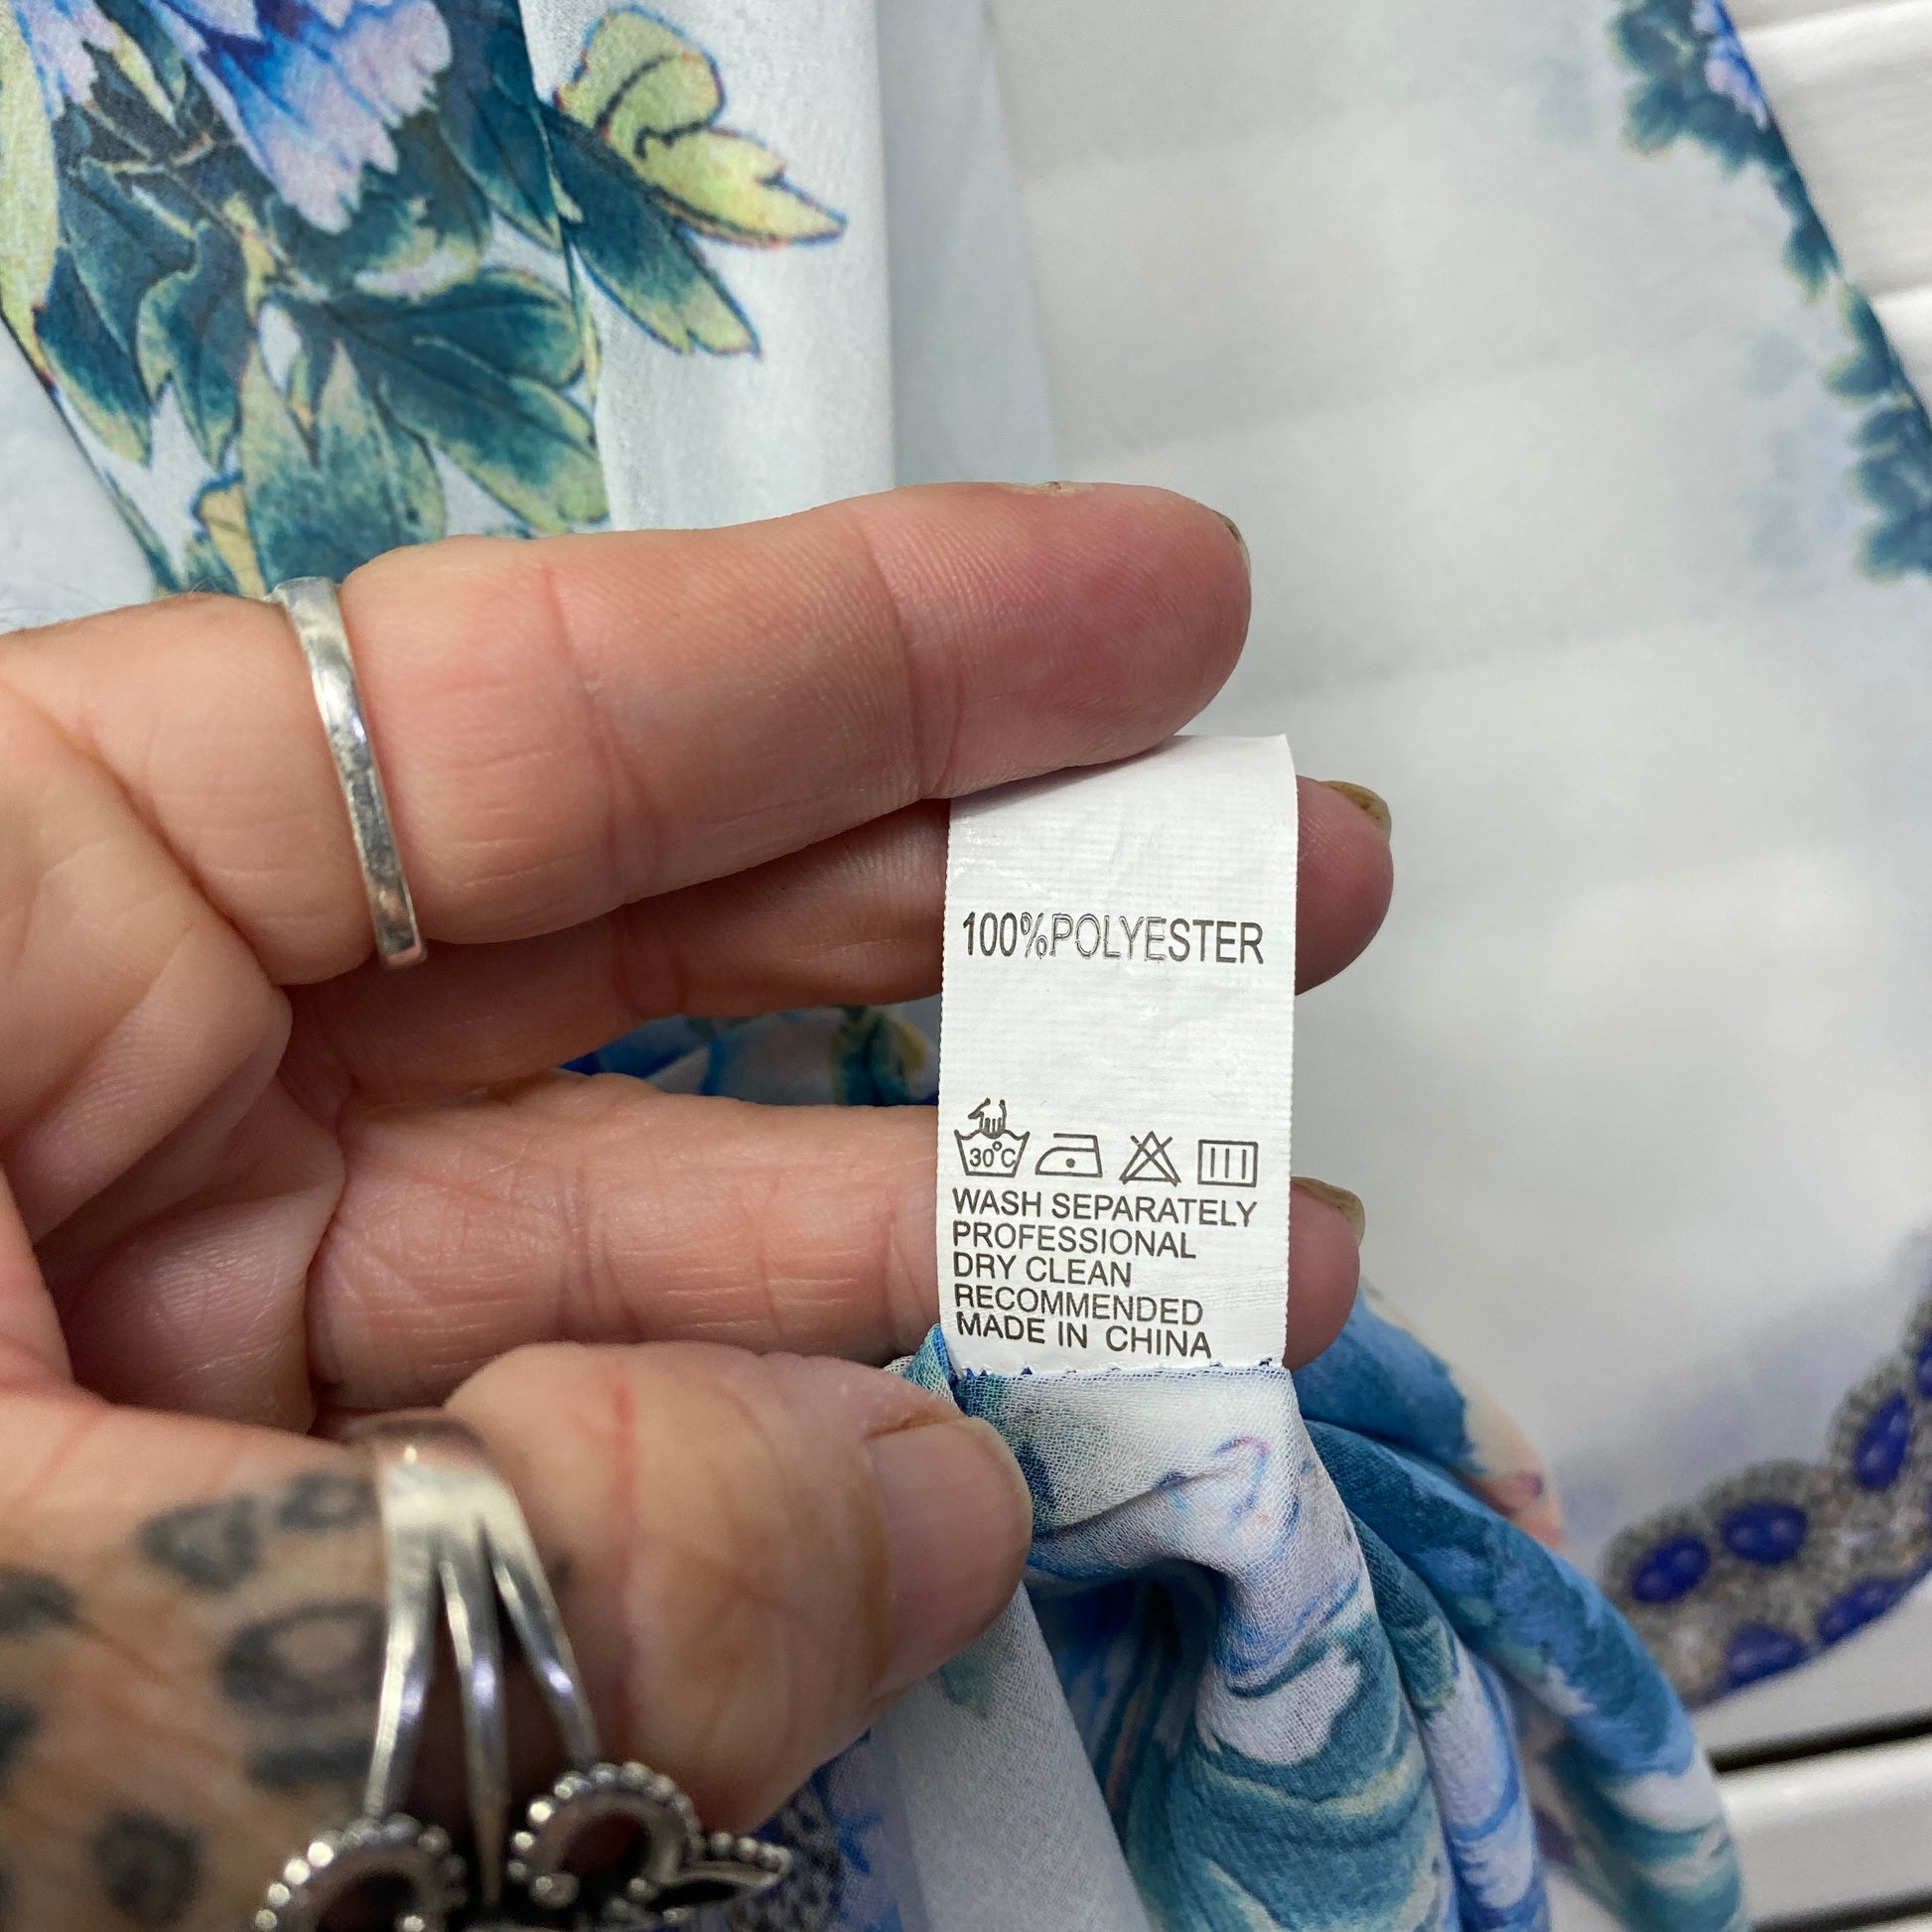 100%POLYESTER
30°C
WASH SEPARATELY
PROFESSIONAL
DRY CLEAN
RECOMMENDED
MADE IN CHINA